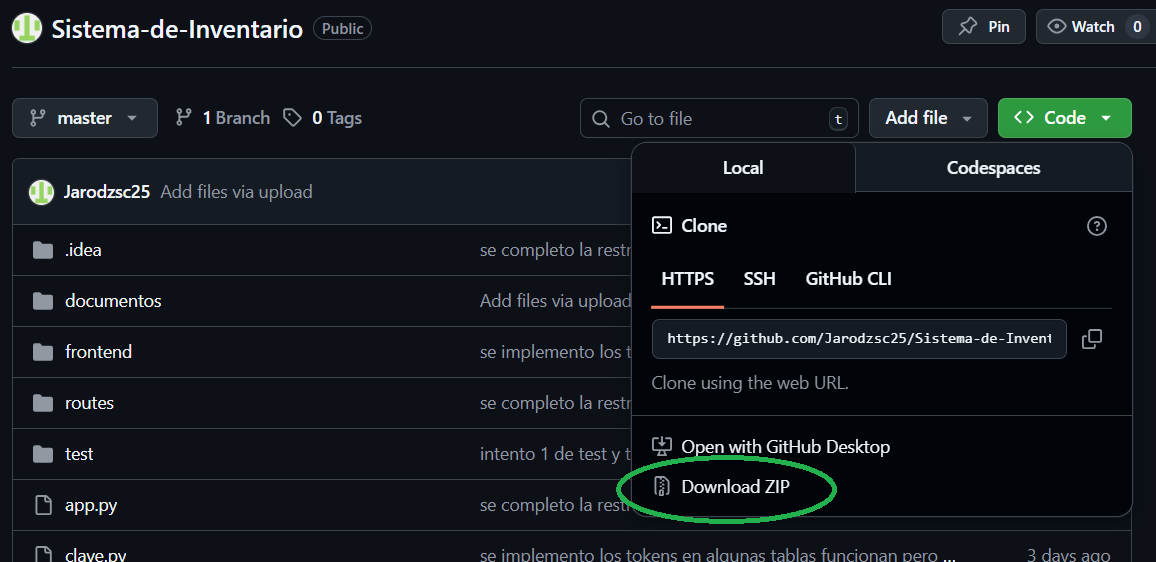 Sistema-de-Inventario Public Pin Watch 0
master 1 Branch 0 Tags Go to file t Add file Code
Local Codespaces
Jarodzsc25 Add files via upload
Clone
.idea se completo la restr
HTTPS SSH GitHub CLI
documentos Add files via upload
https://github.com/Jarodzsc25/Sistema-de-Invent
frontend se implemento los t
Clone using the web URL.
routes se completo la restr
Open with GitHub Desktop
test intento 1 de test y t
Download ZIP
app.py se completo la restr
clave.py se implemento los tokens en algunas tablas funcionan pero ... 3 days ago